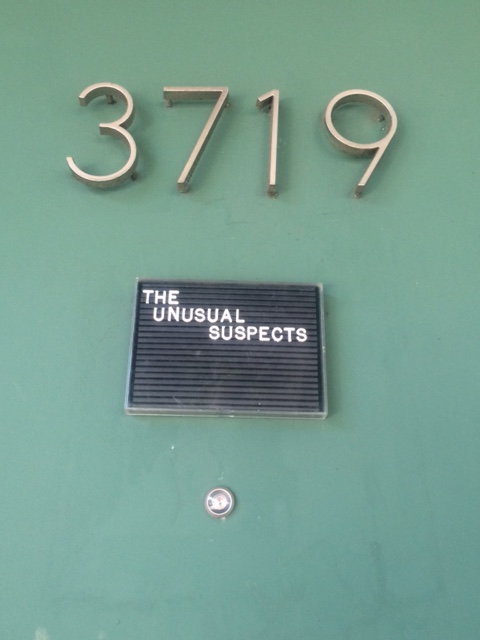 3719
THE
UNUSUAL
SUSPECTS